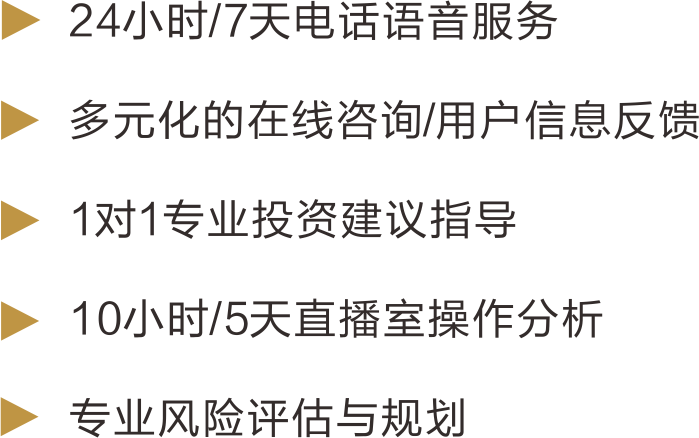 24小时/7天电话语音服务
多元化的在线咨询/用户信息反馈
1对1专业投资建议指导
10小时/5天直播室操作分析
专业风险评估与规划